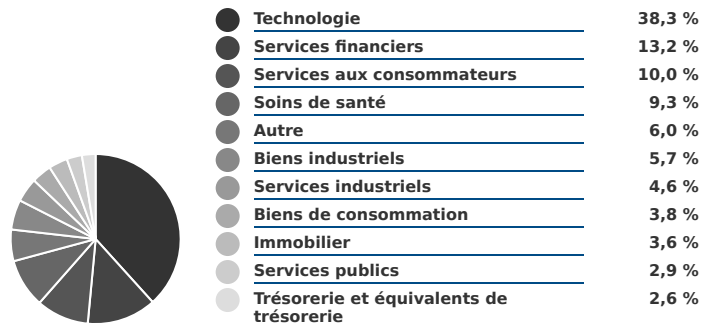 Technologie 38,3 %
Services financiers 13,2 %
Services aux consommateurs 10,0 %
Soins de santé 9,3 %
Autre 6,0 %
Biens industriels 5,7 %
Services industriels 4,6 %
Biens de consommation 3,8 %
Immobilier 3,6 %
Services publics 2,9 %
Trésorerie et équivalents de 2,6 %
trésorerie